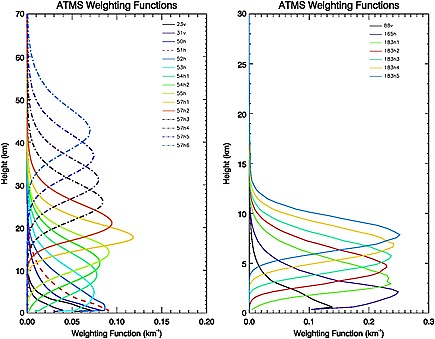 ATMS Weighting Functions
70
60
50
40
30
20
10
0
Height (km)
0.00 0.05 0.10 0.15 0.20
Weighting Function (km⁻¹)
23v
31v
50h
51h
52h
53h
54h1
54h2
55h
57h1
57h2
57h3
57h4
57h5
57h6
ATMS Weighting Functions
30
25
20
15
10
5
0
Height (km)
0.0 0.1 0.2 0.3
Weighting Function (km⁻¹)
88v
165h
183h1
183h2
183h3
183h4
183h5